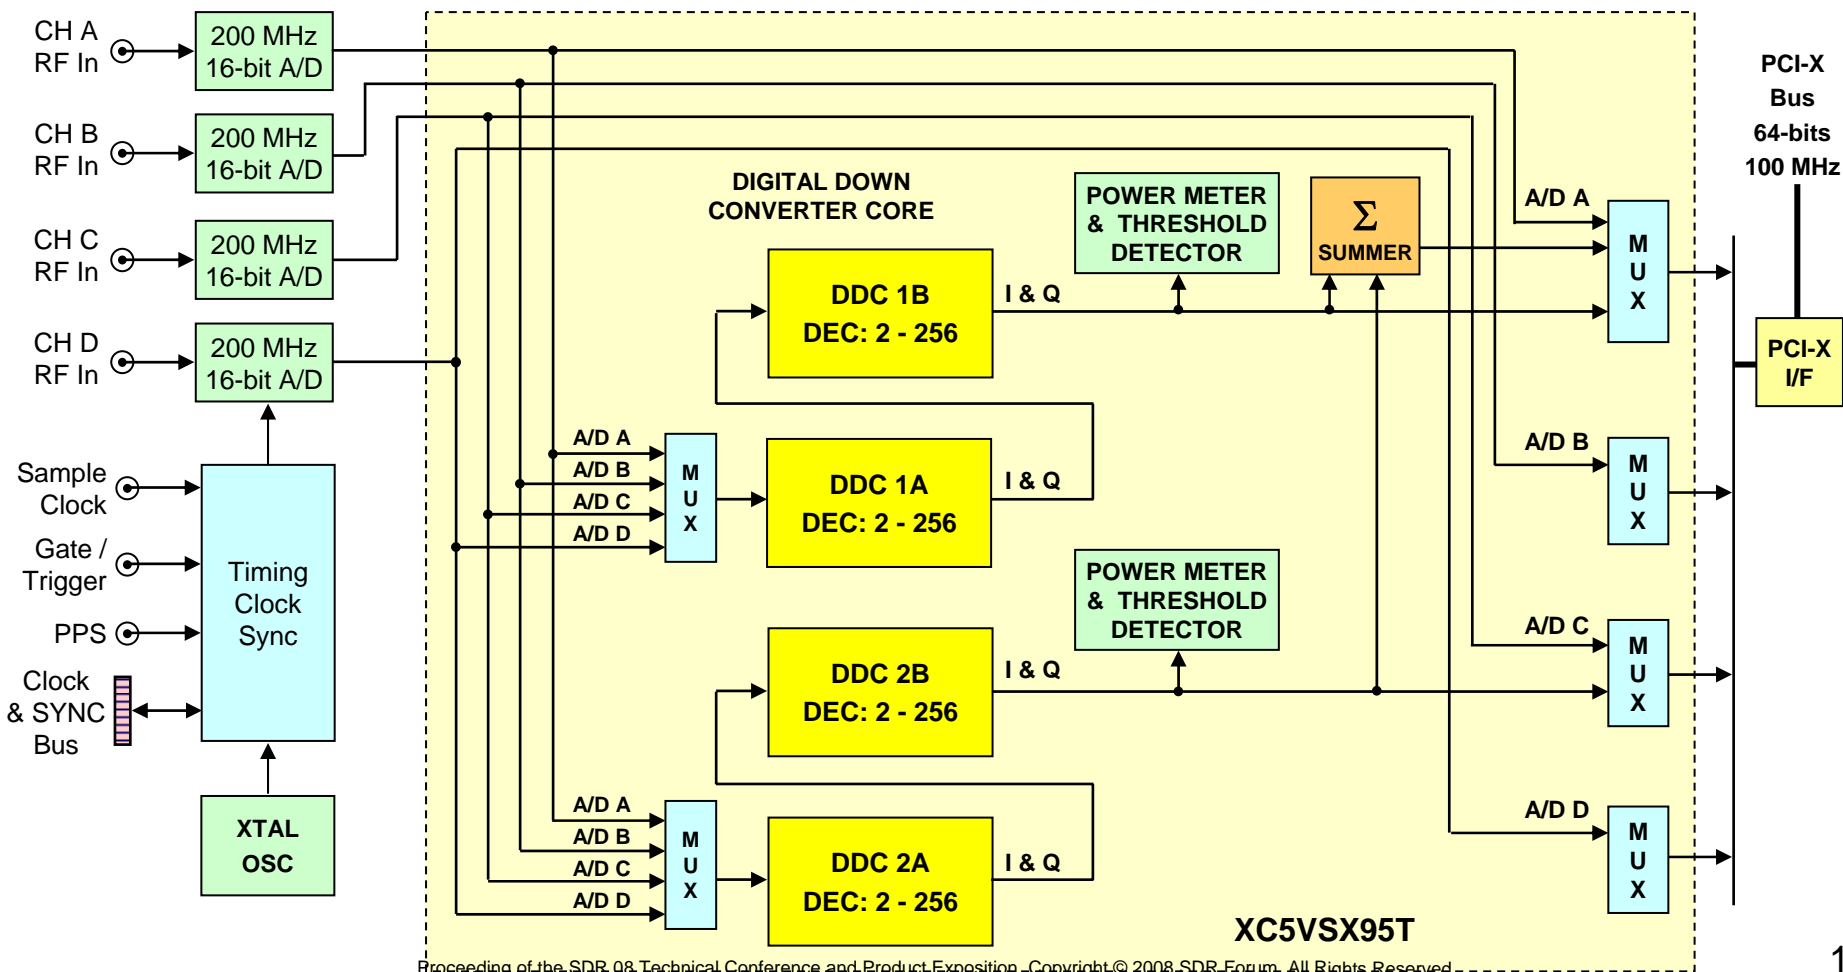 CH A
RF In
200 MHz
16-bit A/D
CH B
RF In
200 MHz
16-bit A/D
CH C
RF In
200 MHz
16-bit A/D
CH D
RF In
200 MHz
16-bit A/D
Sample
Clock
Gate /
Trigger
PPS
Clock
& SYNC
Bus
Timing
Clock
Sync
XTAL
OSC
DIGITAL DOWN
CONVERTER CORE
DDC 1B
DEC: 2 - 256
I & Q
POWER METER
& THRESHOLD
DETECTOR
Σ
SUMMER
A/D A
M
U
X
A/D A
A/D B
A/D C
A/D D
M
U
X
DDC 1A
DEC: 2 - 256
I & Q
A/D B
M
U
X
POWER METER
& THRESHOLD
DETECTOR
DDC 2B
DEC: 2 - 256
I & Q
A/D C
M
U
X
A/D A
A/D B
A/D C
A/D D
M
U
X
DDC 2A
DEC: 2 - 256
I & Q
A/D D
M
U
X
XC5VSX95T
PCI-X
Bus
64-bits
100 MHz
PCI-X
I/F
Proceeding of the SDR 08 Technical Conference and Product Exposition, Copyright © 2008 SDR Forum, All Rights Reserved
1